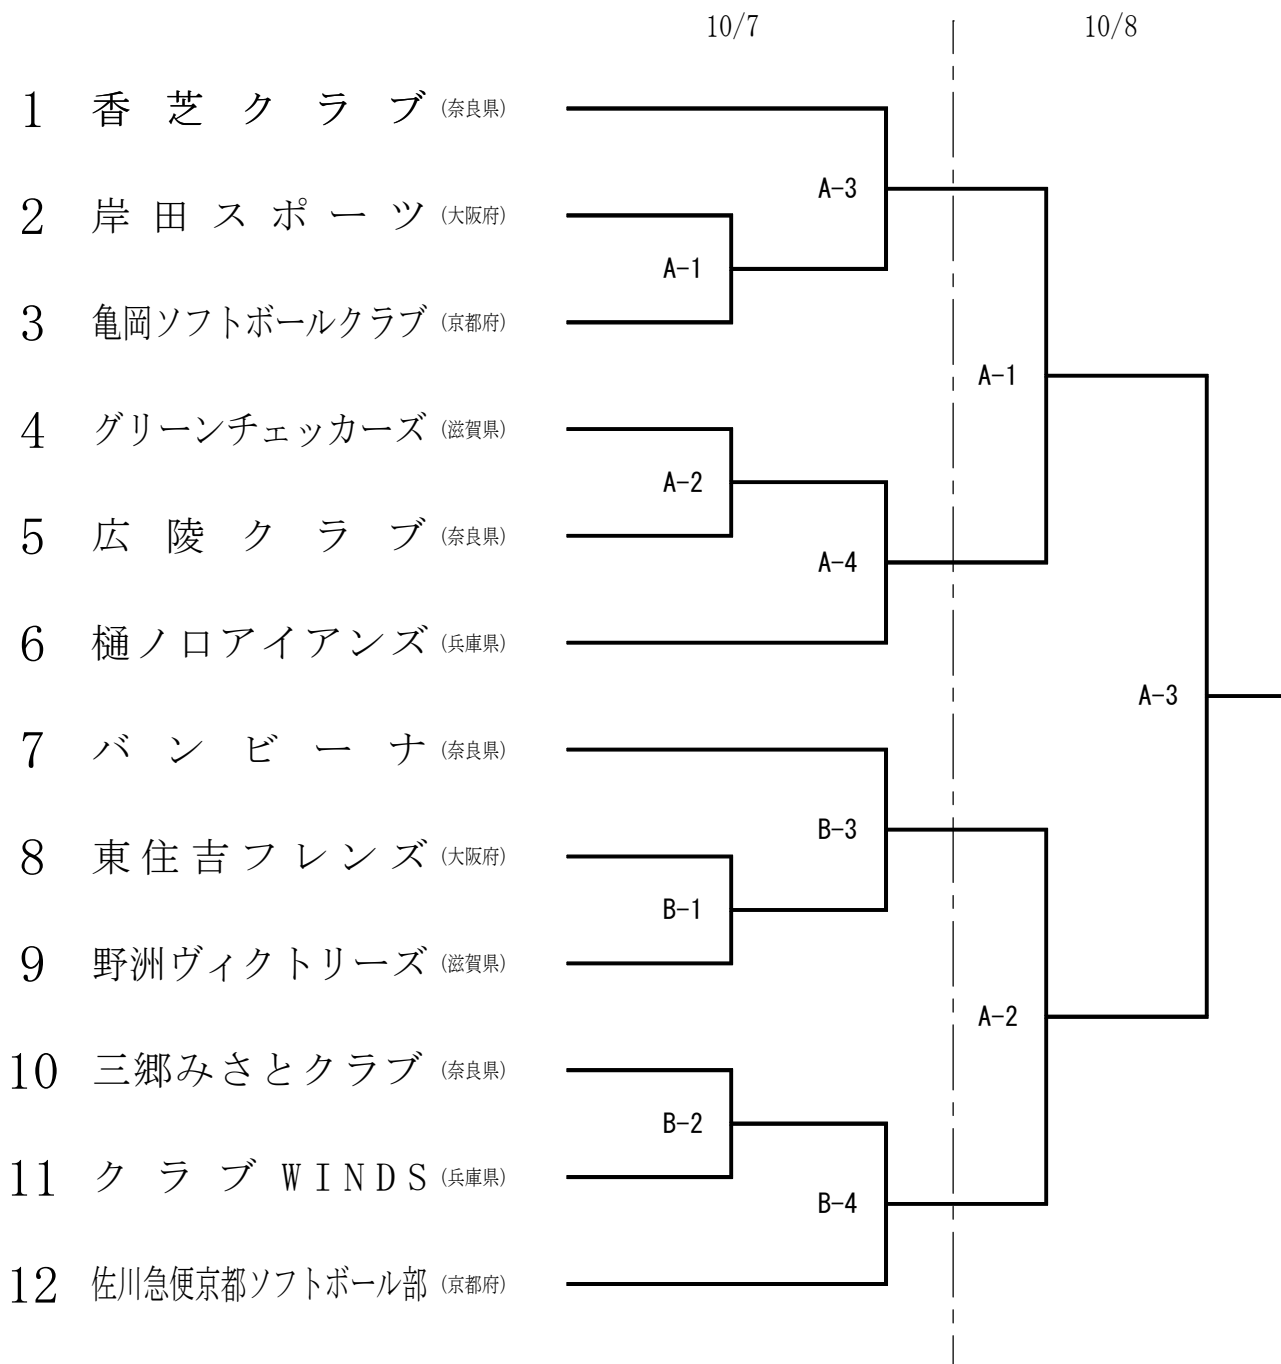 10/7 10/8
1 香芝クラブ (奈良県)
A-3
2 岸田スポーツ (大阪府)
A-1
3 亀岡ソフトボールクラブ (京都府)
A-1
4 グリーンチェッカーズ (滋賀県)
A-2
5 広陵クラブ (奈良県)
A-4
6 樋ノ口アイアンズ (兵庫県)
A-3
7 バンビーナ (奈良県)
B-3
8 東住吉フレンズ (大阪府)
B-1
9 野洲ヴィクトリーズ (滋賀県)
A-2
10 三郷みさとクラブ (奈良県)
B-2
11 クラブWINDS (兵庫県)
B-4
12 佐川急便京都ソフトボール部 (京都府)